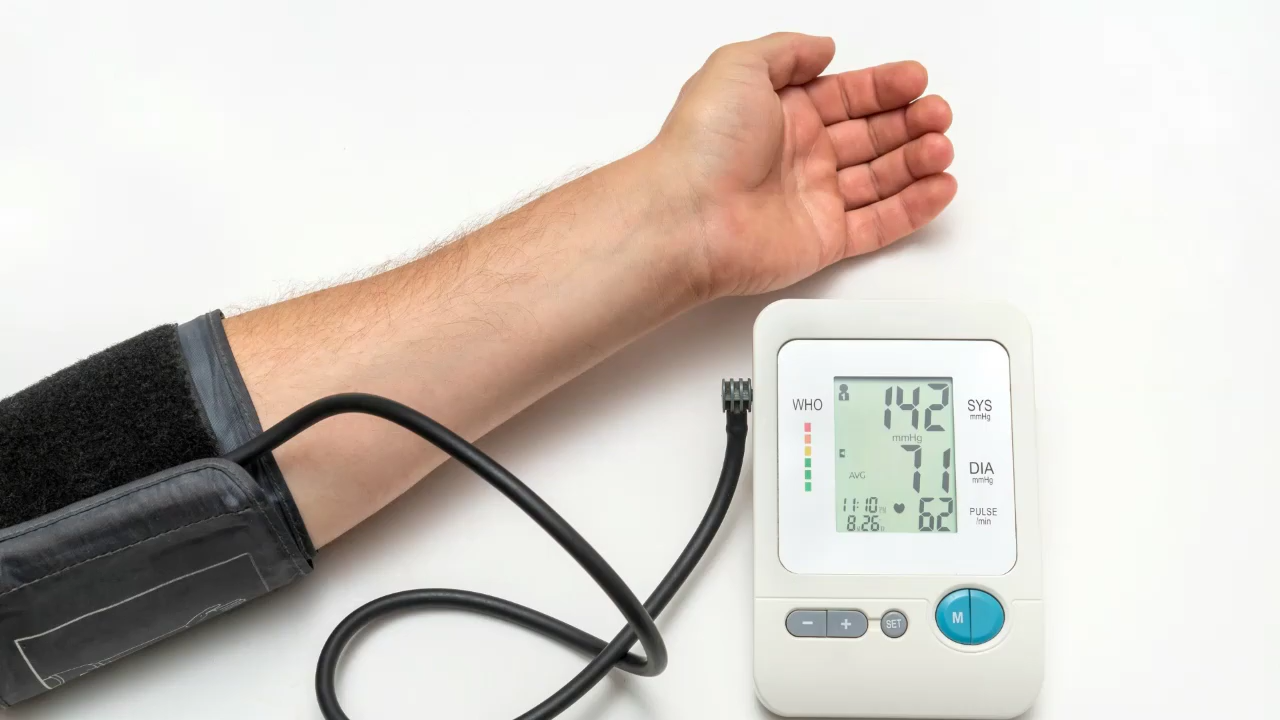 WHO
142
SYS
mmHg
mmHg
71
DIA
mmHg
AVG
11:10
8.26
62
PULSE
/min
- + SET M